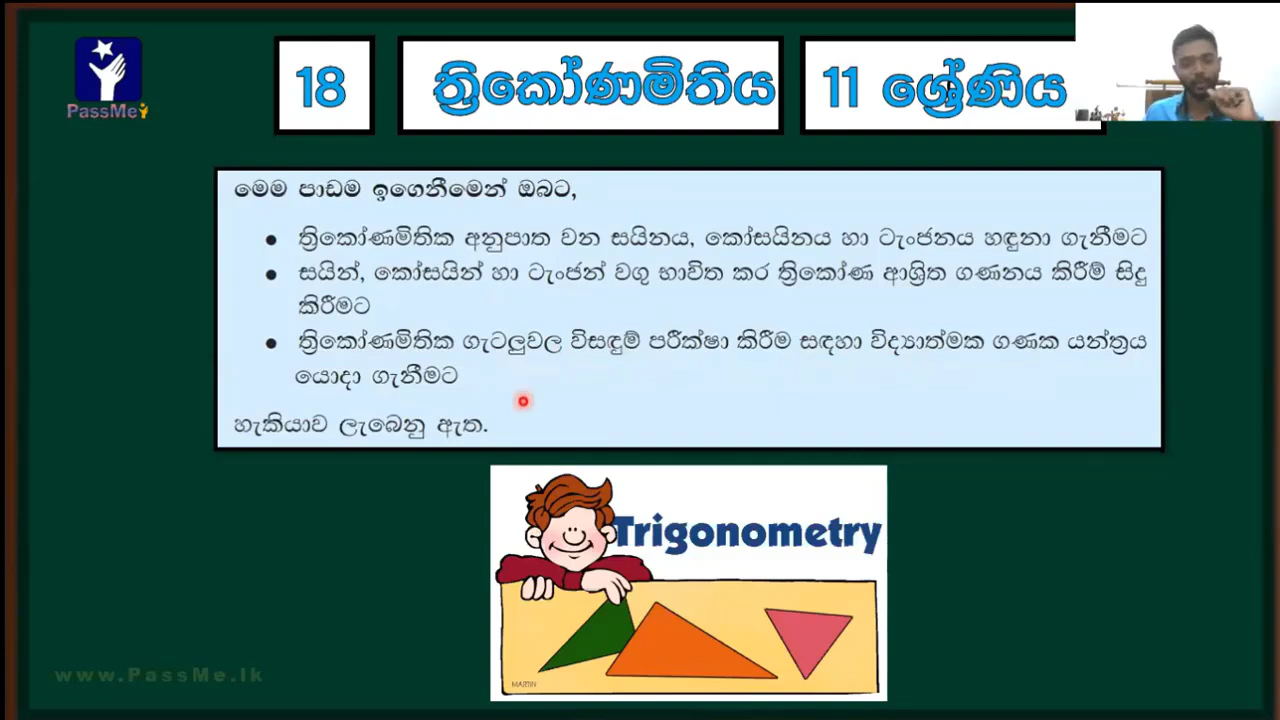 PassMe
18
ත්‍රිකෝණමිතිය
11 ශ්‍රේණිය
මෙම පාඩම ඉගෙනීමෙන් ඔබට,
● ත්‍රිකෝණමිතික අනුපාත වන සයිනය, කෝසයිනය හා ටැංජනය හඳුනා ගැනීමට
● සයින්, කෝසයින් හා ටැංජන් වගු භාවිත කර ත්‍රිකෝණ ආශ්‍රිත ගණනය කිරීම් සිදු
කිරීමට
● ත්‍රිකෝණමිතික ගැටලුවල විසඳුම් පරීක්ෂා කිරීම සඳහා විද්‍යාත්මක ගණක යන්ත්‍රය
යොදා ගැනීමට
හැකියාව ලැබෙනු ඇත.
Trigonometry
MARTIN
www.PassMe.lk